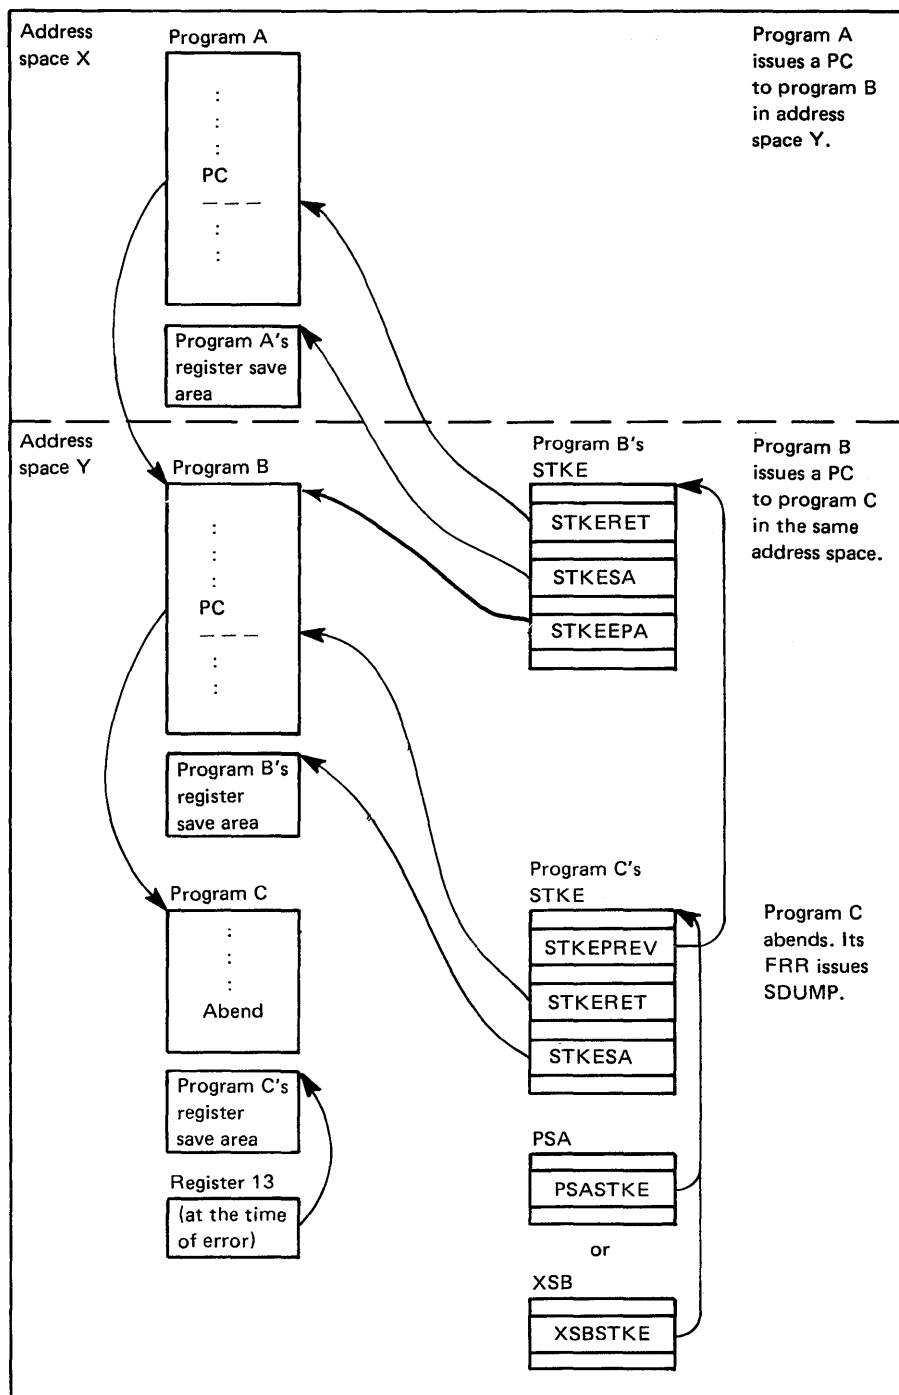 Address
space X
Program A
Program A
issues a PC
to program B
in address
space Y.
:
:
:
PC
_ _ _
:
:
Program A's
register save
area
Address
space Y
Program B
Program B's
STKE
Program B
issues a PC
to program C
in the same
address space.
STKERET
STKESA
STKEEPA
:
:
:
PC
_ _ _
:
:
Program B's
register
save area
Program C's
STKE
Program C
Program C
abends. Its
FRR issues
SDUMP.
STKEPREV
STKERET
STKESA
:
:
:
Abend
Program C's
register
save area
PSA
PSASTKE
Register 13
(at the time
of error)
or
XSB
XSBSTKE